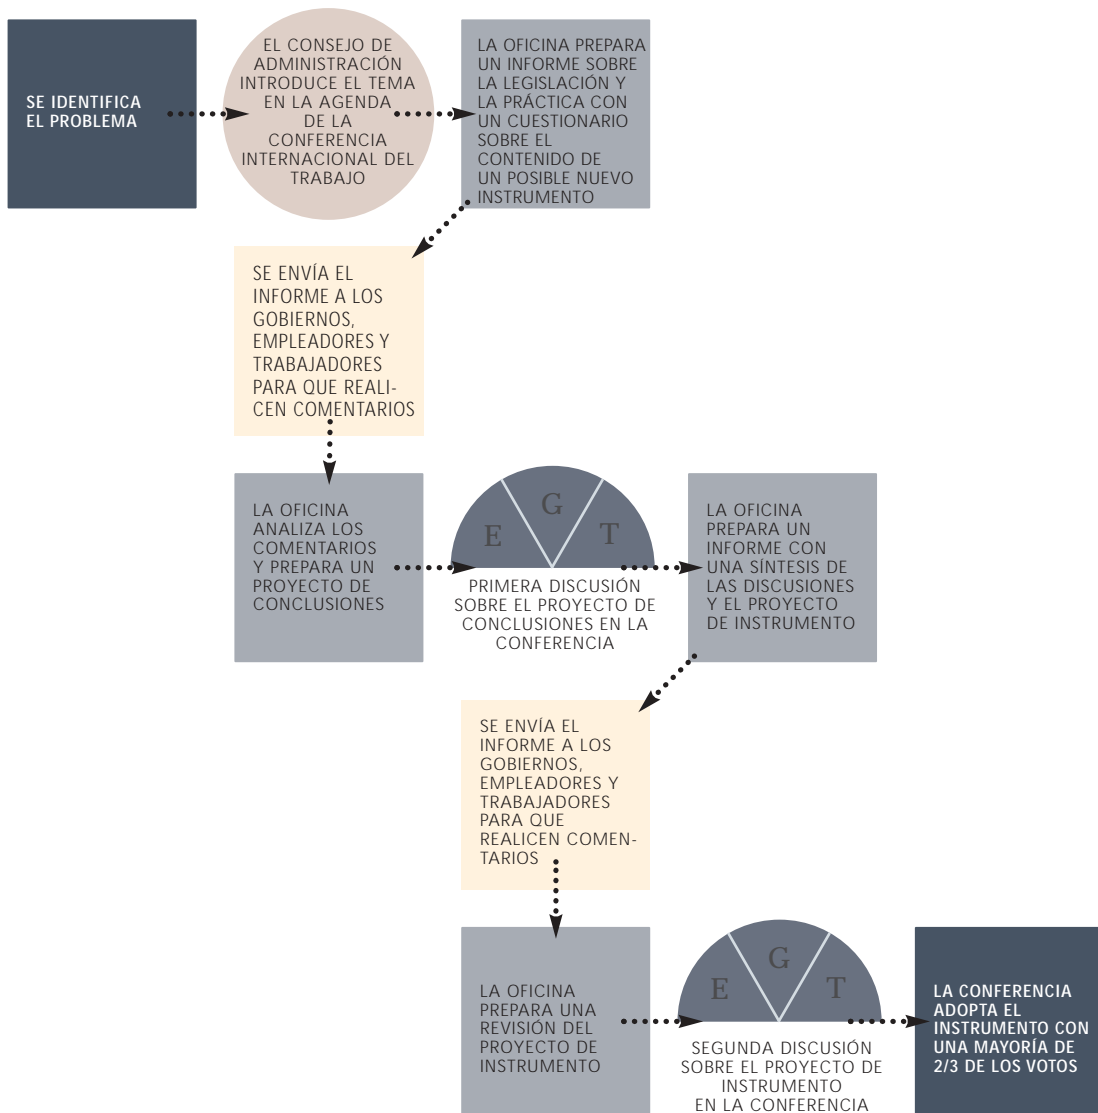 SE IDENTIFICA
EL PROBLEMA
EL CONSEJO DE
ADMINISTRACIÓN
INTRODUCE EL TEMA
EN LA AGENDA
DE LA
CONFERENCIA
INTERNACIONAL DEL
TRABAJO
LA OFICINA PREPARA
UN INFORME SOBRE
LA LEGISLACIÓN Y
LA PRÁCTICA CON
UN CUESTIONARIO
SOBRE EL
CONTENIDO DE
UN POSIBLE NUEVO
INSTRUMENTO
SE ENVÍA EL
INFORME A LOS
GOBIERNOS,
EMPLEADORES Y
TRABAJADORES
PARA QUE REALI-
CEN COMENTARIOS
LA OFICINA
ANALIZA LOS
COMENTARIOS
Y PREPARA UN
PROYECTO DE
CONCLUSIONES
E G T
PRIMERA DISCUSIÓN
SOBRE EL PROYECTO DE
CONCLUSIONES EN LA
CONFERENCIA
LA OFICINA
PREPARA UN
INFORME CON
UNA SÍNTESIS DE
LAS DISCUSIONES
Y EL PROYECTO
DE INSTRUMENTO
SE ENVÍA EL
INFORME A LOS
GOBIERNOS,
EMPLEADORES Y
TRABAJADORES
PARA QUE
REALICEN COMEN-
TARIOS
LA OFICINA
PREPARA UNA
REVISIÓN DEL
PROYECTO DE
INSTRUMENTO
E G T
SEGUNDA DISCUSIÓN
SOBRE EL PROYECTO DE
INSTRUMENTO
EN LA CONFERENCIA
LA CONFERENCIA
ADOPTA EL
INSTRUMENTO CON
UNA MAYORÍA DE
2/3 DE LOS VOTOS